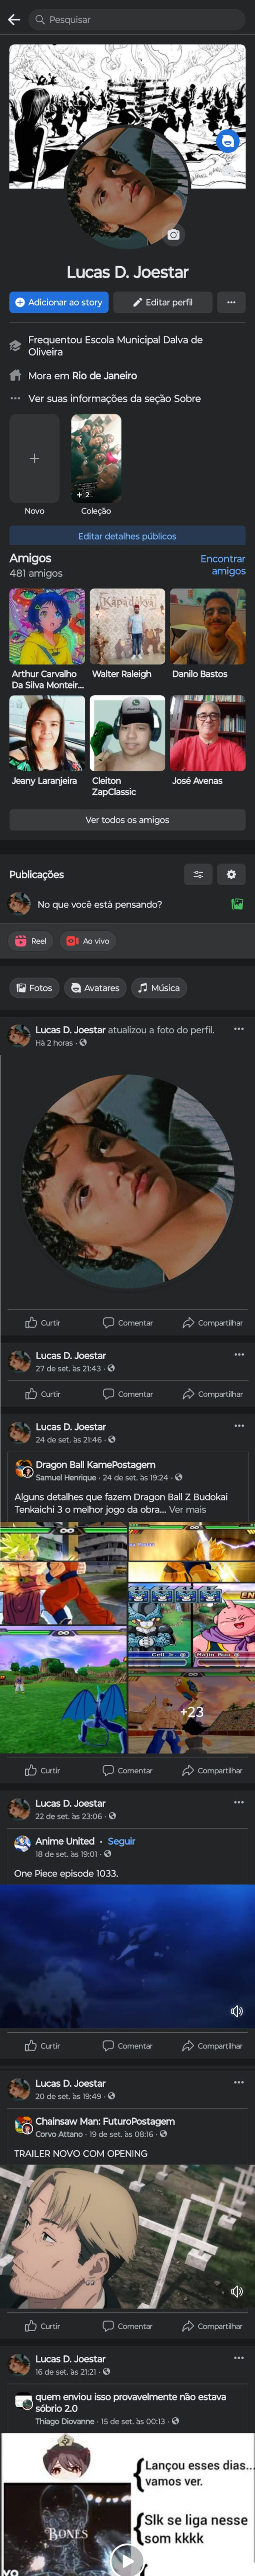 Pesquisar
Lucas D. Joestar
Adicionar ao story
Editar perfil
Frequentou Escola Municipal Dalva de
Oliveira
Mora em Rio de Janeiro
Ver suas informações da seção Sobre
+ 2
Novo
Coleção
Editar detalhes públicos
Amigos
Encontrar
amigos
481 amigos
Arthur Carvalho
Da Silva Monteir...
Walter Raleigh
Danilo Bastos
Jeany Laranjeira
Cleiton
ZapClassic
José Avenas
Ver todos os amigos
Publicações
No que você está pensando?
Reel
Ao vivo
Fotos
Avatares
Música
Lucas D. Joestar atualizou a foto do perfil.
Há 2 horas ·
Curtir
Comentar
Compartilhar
Lucas D. Joestar
27 de set. às 21:43 ·
Curtir
Comentar
Compartilhar
Lucas D. Joestar
24 de set. às 21:46 ·
Dragon Ball KamePostagem
Samuel Henrique · 24 de set. às 19:24 ·
Alguns detalhes que fazem Dragon Ball Z Budokai
Tenkaichi 3 o melhor jogo da obra... Ver mais
+23
Curtir
Comentar
Compartilhar
Lucas D. Joestar
22 de set. às 23:06 ·
Anime United · Seguir
18 de set. às 19:01 ·
One Piece episode 1033.
Curtir
Comentar
Compartilhar
Lucas D. Joestar
20 de set. às 19:49 ·
Chainsaw Man: FuturoPostagem
Corvo Attano · 19 de set. às 08:16 ·
TRAILER NOVO COM OPENING
Curtir
Comentar
Compartilhar
Lucas D. Joestar
16 de set. às 21:21 ·
quem enviou isso provavelmente não estava
sóbrio 2.0
Thiago Diovanne · 15 de set. às 00:13 ·
Lançou esses dias...
vamos ver.
Slk se liga nesse
som kkkk
BONES